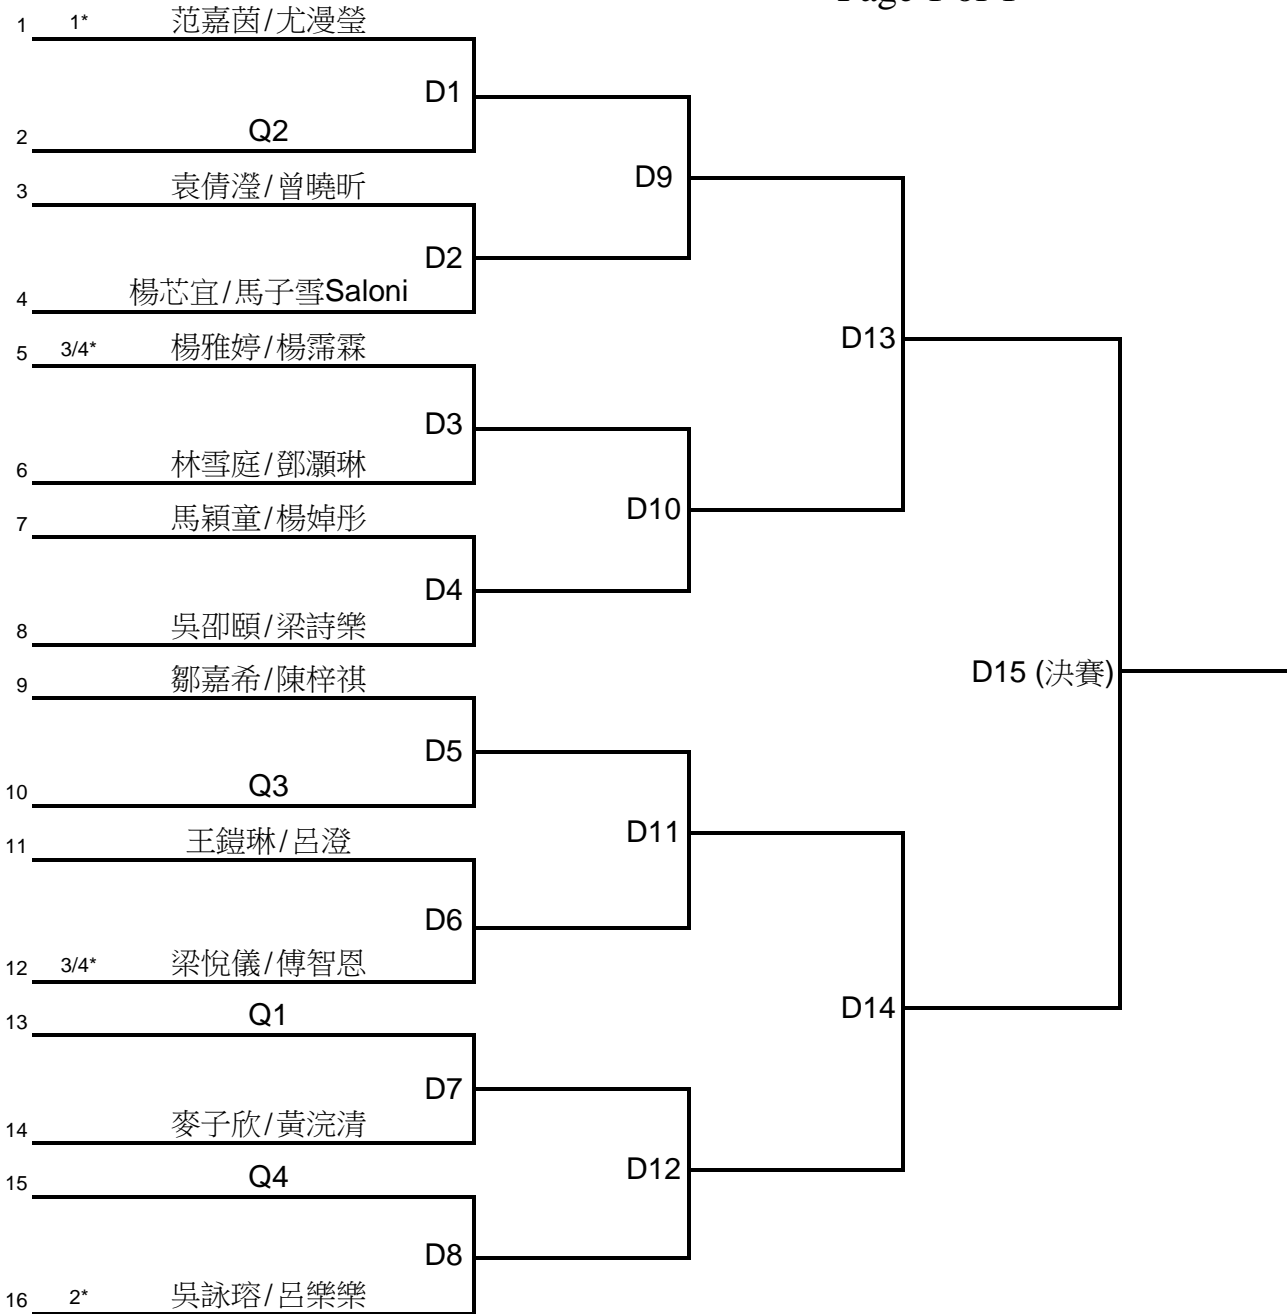 1 1* 范嘉茵/尤漫瑩
D1
2 Q2
3 袁倩瀅/曾曉昕
D9
D2
4 楊芯宜/馬子雪Saloni
5 3/4* 楊雅婷/楊霈霖
D13
D3
6 林雪庭/鄧灝琳
D10
7 馬穎童/楊婥彤
D4
8 吳卲頤/梁詩樂
D15 (決賽)
9 鄒嘉希/陳梓祺
D5
10 Q3
D11
11 王鎧琳/呂澄
D6
12 3/4* 梁悅儀/傅智恩
D14
13 Q1
D7
14 麥子欣/黃浣清
D12
15 Q4
D8
16 2* 吳詠瑢/呂樂樂